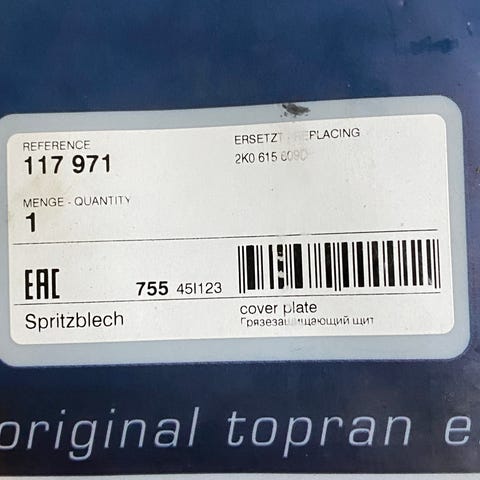 REFERENCE
117 971
ERSETZT REPLACING
2K0 615
MENGE - QUANTITY
1
EAC
755 45I123
Spritzblech
cover plate
Грязезащищающий щит
original topran e